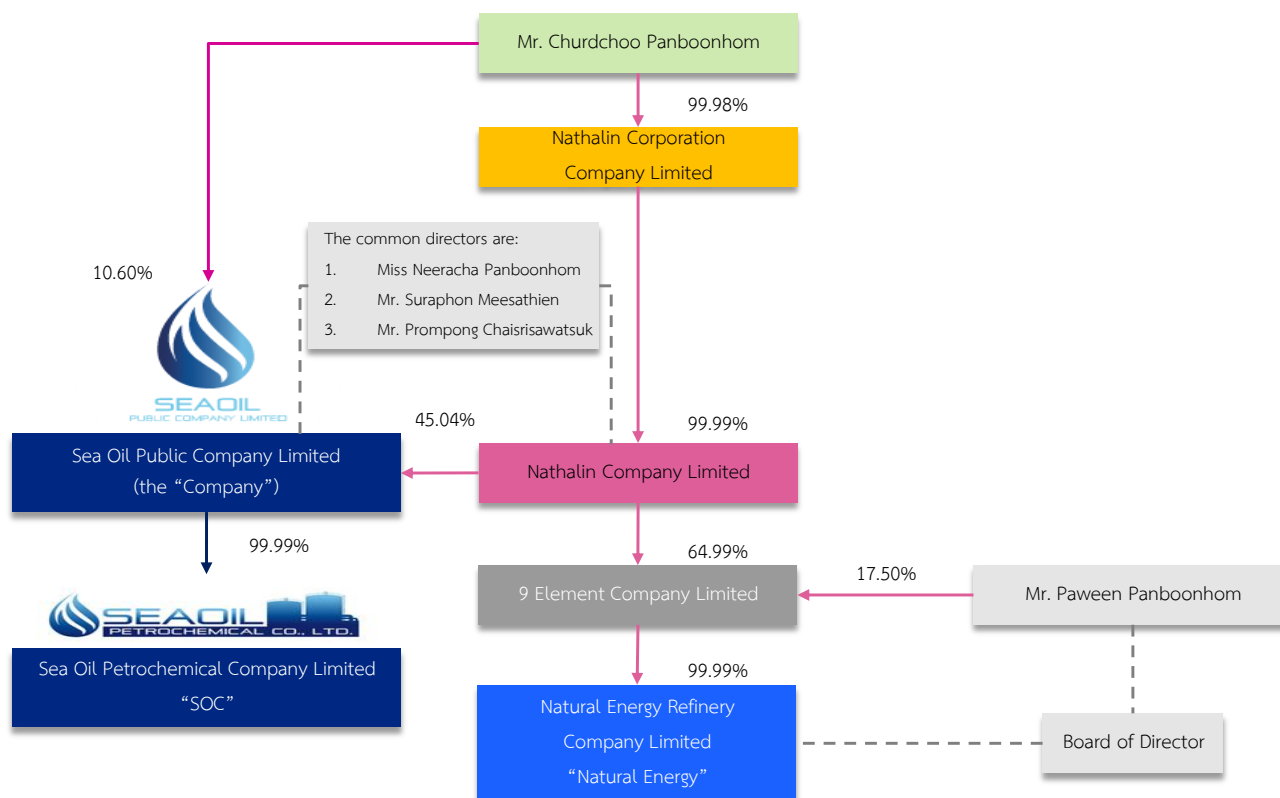 Mr. Churdchoo Panboonhom
99.98%
Nathalin Corporation
Company Limited
The common directors are:
1. Miss Neeracha Panboonhom
2. Mr. Suraphon Meesathien
3. Mr. Prompong Chaisrisawatsuk
10.60%
SEAOIL
PUBLIC COMPANY LIMITED
45.04%
99.99%
Sea Oil Public Company Limited
(the “Company”)
Nathalin Company Limited
99.99%
64.99%
17.50%
9 Element Company Limited
Mr. Paween Panboonhom
SEAOIL
PETROCHEMICAL CO., LTD.
Sea Oil Petrochemical Company Limited
“SOC”
99.99%
Natural Energy Refinery
Company Limited
“Natural Energy”
Board of Director